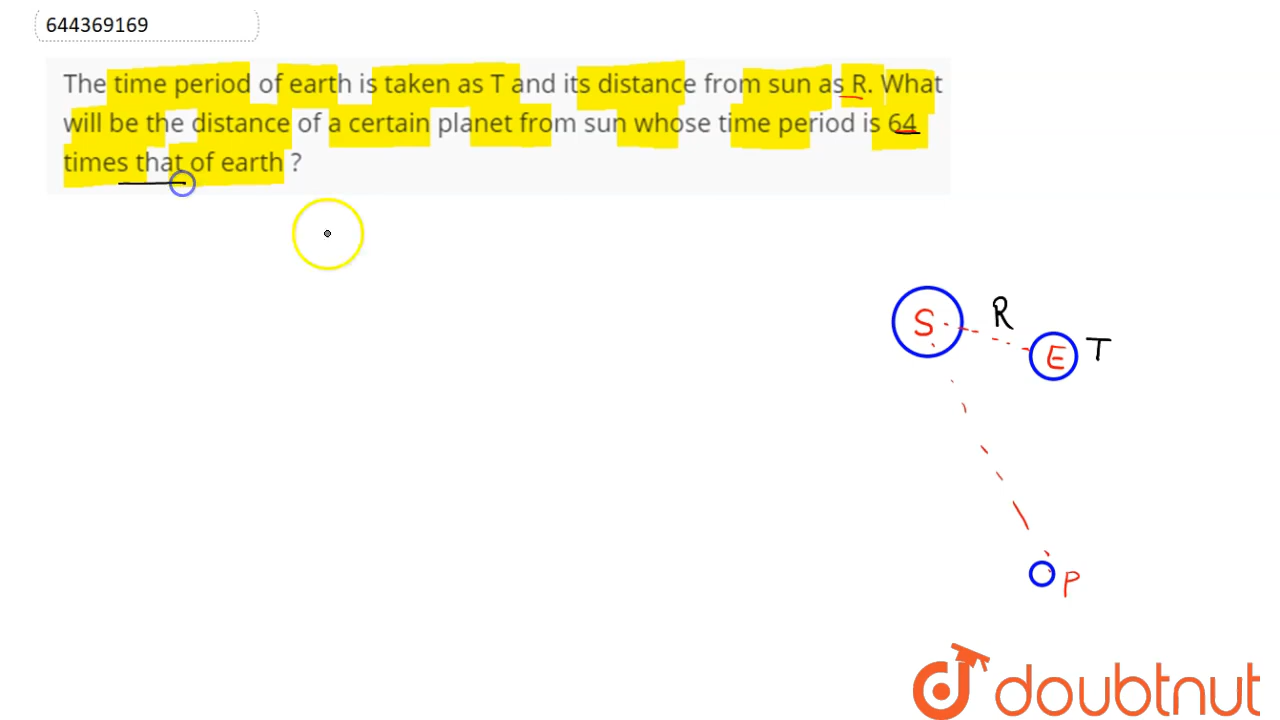 644369169
The time period of earth is taken as T and its distance from sun as R. What
will be the distance of a certain planet from sun whose time period is 64
times that of earth ?
S R E T
P
doubtnut